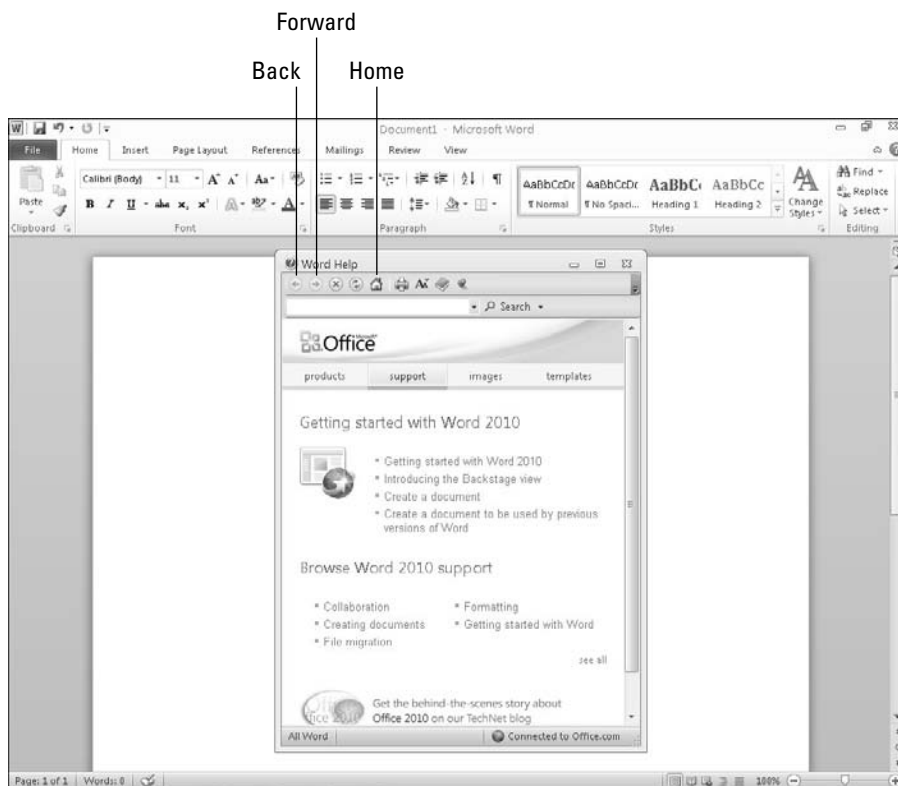 Forward
Back Home
W Document1 - Microsoft Word
File Home Insert Page Layout References Mailings Review View
Paste Calibri (Body) 11 A A Aa AaBbCcDc AaBbCcDc AaBbC AaBbCc Change Styles Find
B I U abc x, x² A A ¶ Normal ¶ No Spaci... Heading 1 Heading 2 Replace
Select
Clipboard Font Paragraph Styles Editing
Word Help
Search
Microsoft
Office
products support images templates
Getting started with Word 2010
Getting started with Word 2010
Introducing the Backstage view
Create a document
Create a document to be used by previous
versions of Word
Browse Word 2010 support
Collaboration Formatting
Creating documents Getting started with Word
File migration
see all
Get the behind-the-scenes story about
Office 2010 on our TechNet blog
All Word Connected to Office.com
Page: 1 of 1 Words: 0 100%